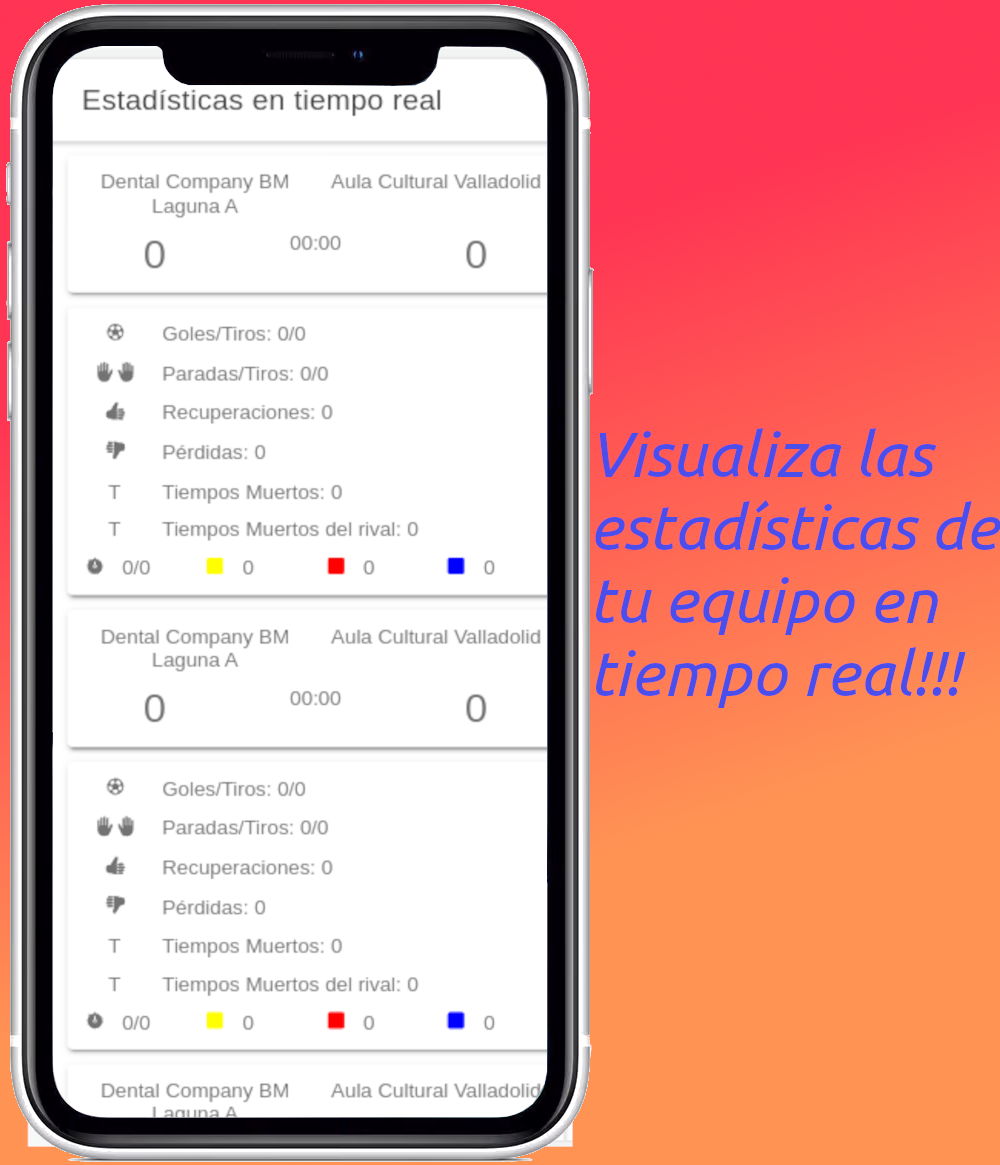 Estadísticas en tiempo real
Dental Company BM
Laguna A
Aula Cultural Valladolid
0
00:00
0
Goles/Tiros: 0/0
Paradas/Tiros: 0/0
Recuperaciones: 0
Pérdidas: 0
T Tiempos Muertos: 0
T Tiempos Muertos del rival: 0
0/0 0 0 0
Dental Company BM
Laguna A
Aula Cultural Valladolid
0
00:00
0
Goles/Tiros: 0/0
Paradas/Tiros: 0/0
Recuperaciones: 0
Pérdidas: 0
T Tiempos Muertos: 0
T Tiempos Muertos del rival: 0
0/0 0 0 0
Dental Company BM
Laguna A
Aula Cultural Valladolid
Visualiza las
estadísticas de
tu equipo en
tiempo real!!!